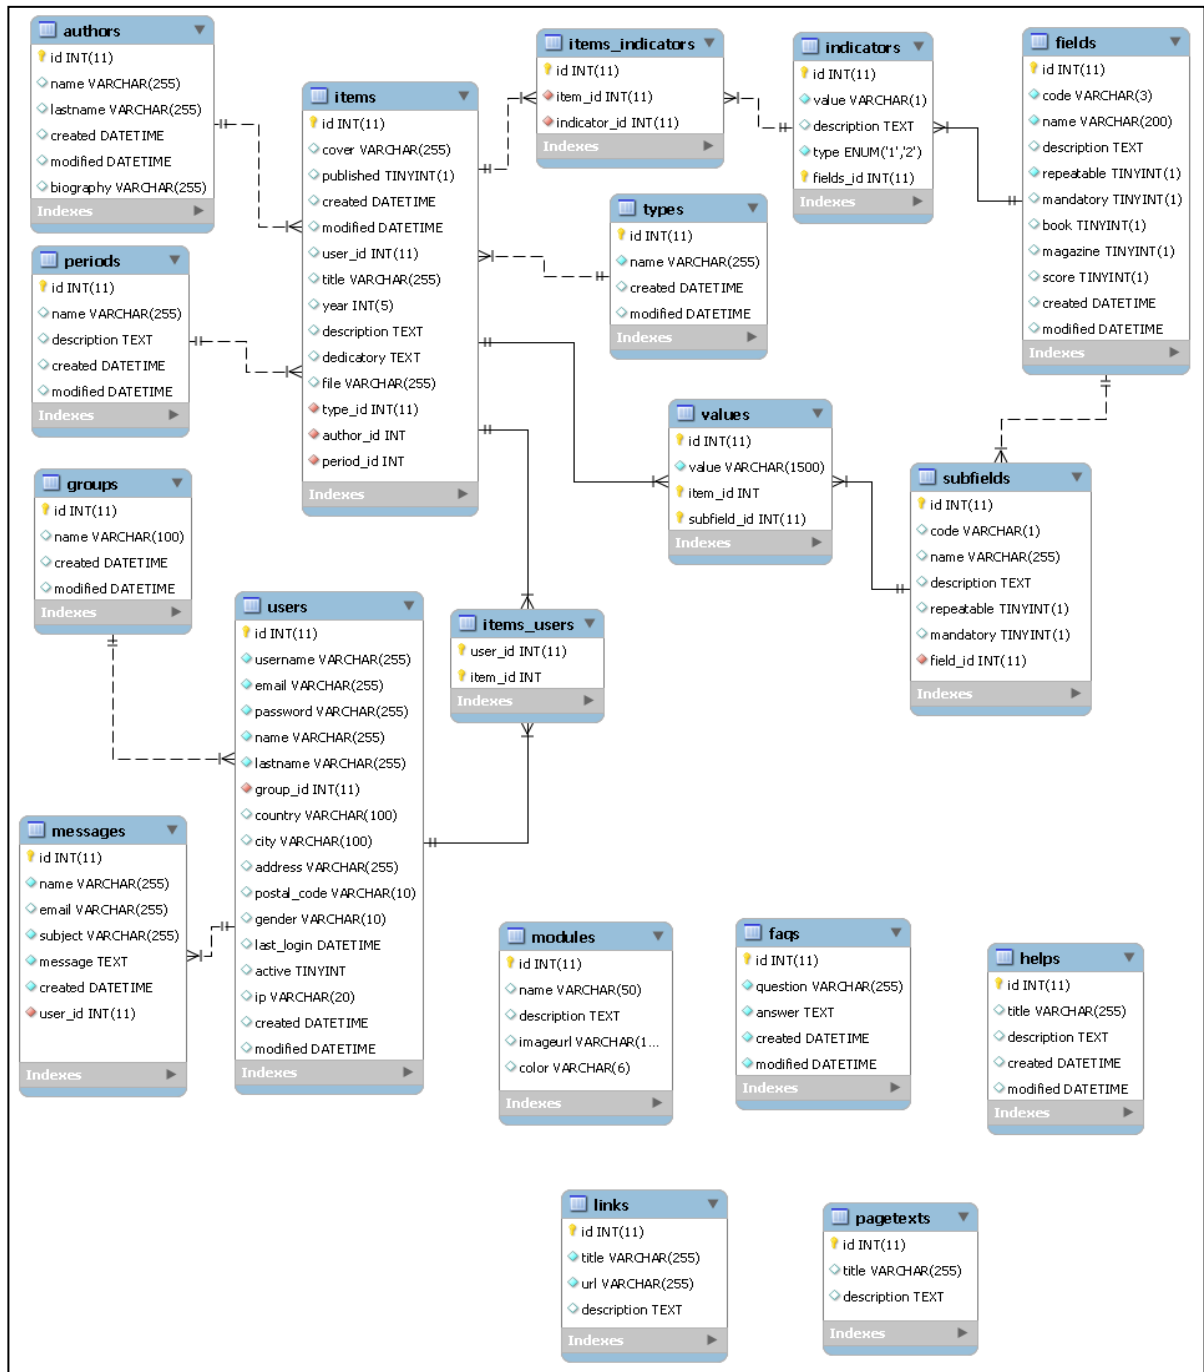 authors
id INT(11)
name VARCHAR(255)
lastname VARCHAR(255)
created DATETIME
modified DATETIME
biography VARCHAR(255)
Indexes
periods
id INT(11)
name VARCHAR(255)
description TEXT
created DATETIME
modified DATETIME
Indexes
items
id INT(11)
cover VARCHAR(255)
published TINYINT(1)
created DATETIME
modified DATETIME
user_id INT(11)
title VARCHAR(255)
year INT(5)
description TEXT
dedicatory TEXT
file VARCHAR(255)
type_id INT(11)
author_id INT
period_id INT
Indexes
items_indicators
id INT(11)
item_id INT(11)
indicator_id INT(11)
Indexes
indicators
id INT(11)
value VARCHAR(1)
description TEXT
type ENUM('1','2')
fields_id INT(11)
Indexes
fields
id INT(11)
code VARCHAR(3)
name VARCHAR(200)
description TEXT
repeatable TINYINT(1)
mandatory TINYINT(1)
book TINYINT(1)
magazine TINYINT(1)
score TINYINT(1)
created DATETIME
modified DATETIME
Indexes
types
id INT(11)
name VARCHAR(255)
created DATETIME
modified DATETIME
Indexes
values
id INT(11)
value VARCHAR(1500)
item_id INT
subfield_id INT(11)
Indexes
subfields
id INT(11)
code VARCHAR(1)
name VARCHAR(255)
description TEXT
repeatable TINYINT(1)
mandatory TINYINT(1)
field_id INT(11)
Indexes
groups
id INT(11)
name VARCHAR(100)
created DATETIME
modified DATETIME
Indexes
users
id INT(11)
username VARCHAR(255)
email VARCHAR(255)
password VARCHAR(255)
name VARCHAR(255)
lastname VARCHAR(255)
group_id INT(11)
country VARCHAR(100)
city VARCHAR(100)
address VARCHAR(255)
postal_code VARCHAR(10)
gender VARCHAR(10)
last_login DATETIME
active TINYINT
ip VARCHAR(20)
created DATETIME
modified DATETIME
Indexes
items_users
user_id INT(11)
item_id INT
Indexes
messages
id INT(11)
name VARCHAR(255)
email VARCHAR(255)
subject VARCHAR(255)
message TEXT
created DATETIME
user_id INT(11)
Indexes
modules
id INT(11)
name VARCHAR(50)
description TEXT
imageurl VARCHAR(1...
color VARCHAR(6)
Indexes
faqs
id INT(11)
question VARCHAR(255)
answer TEXT
created DATETIME
modified DATETIME
Indexes
helps
id INT(11)
title VARCHAR(255)
description TEXT
created DATETIME
modified DATETIME
Indexes
links
id INT(11)
title VARCHAR(255)
url VARCHAR(255)
description TEXT
Indexes
pagetexts
id INT(11)
title VARCHAR(255)
description TEXT
Indexes